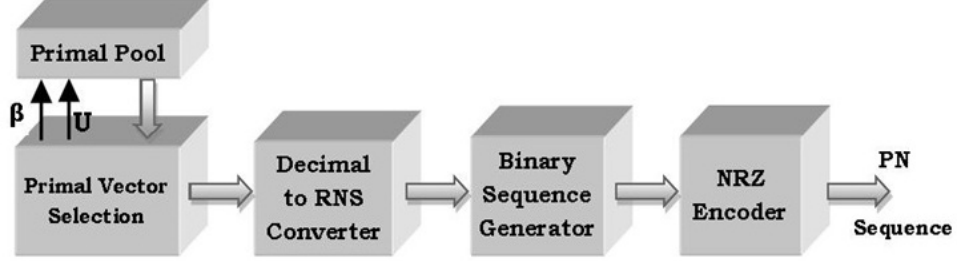 Primal Pool
β
U
Primal Vector
Selection
Decimal
to RNS
Converter
Binary
Sequence
Generator
NRZ
Encoder
PN
Sequence